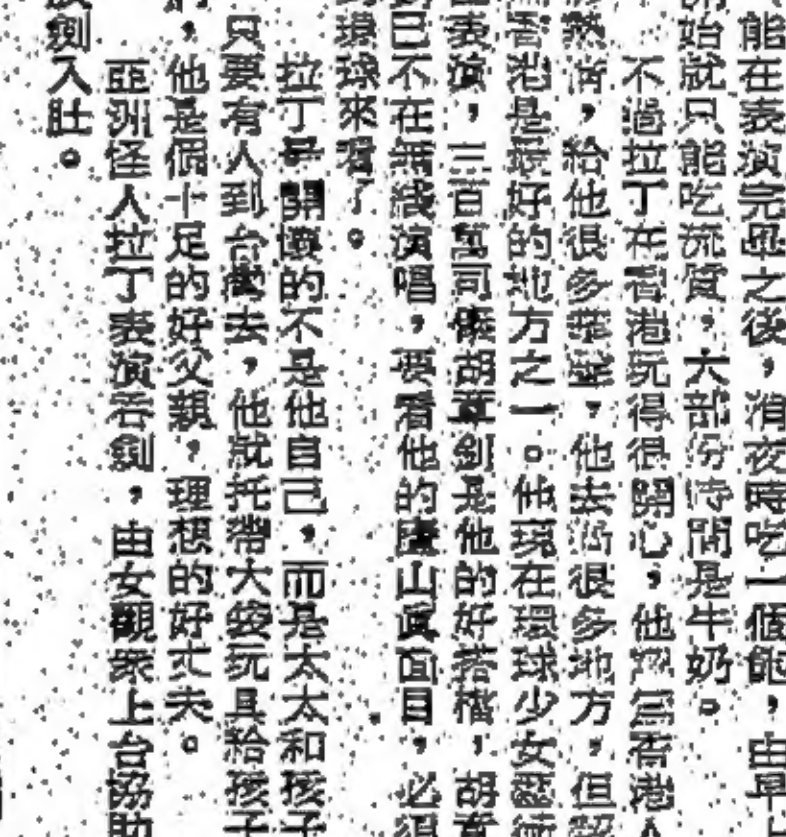 能在表演完畢之後，消夜時吃一個飽，由早上
開始就只能吃流質，大部份時間是牛奶。
不過拉丁在香港玩得很開心，他認為香港人
熱情，給他很多掌聲，他去過很多地方，但認
香港是最好的地方之一。他現在環球少女歌
表演，三百萬司儀胡章釗是他的好搭檔，胡章
已不在無綫演唱，要看他的廬山眞面目，必須
環球來看了。
拉丁最開懷的不是他自己，而是太太和孩子
只要有人到台灣去，他就托帶大袋玩具給孩子
，他是個十足的好父親，理想的好丈夫。
亞洲怪人拉丁表演吞劍，由女觀衆上台協助
劍入肚。